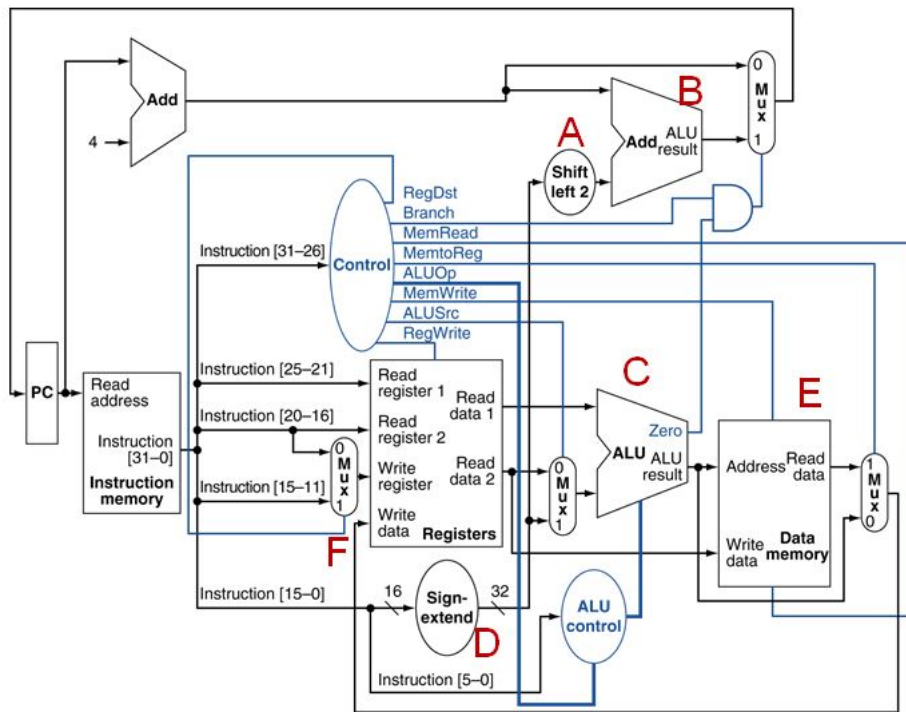 Add
4
0
Mux
1
A
Shift
left 2
B
Add
ALU
result
RegDst
Branch
MemRead
MemtoReg
ALUOp
MemWrite
ALUSrc
RegWrite
Control
Instruction [31–26]
Instruction [25–21]
Instruction [20–16]
Instruction [15–11]
Instruction [15–0]
Instruction [5–0]
PC
Read
address
Instruction
[31–0]
Instruction
memory
0
Mux
1
F
Read
register 1
Read
register 2
Write
register
Write
data
Read
data 1
Read
data 2
Registers
16
Sign-
extend
32
D
0
Mux
1
C
Zero
ALU
ALU
result
ALU
control
E
Address
Read
data
Write
data
Data
memory
1
Mux
0